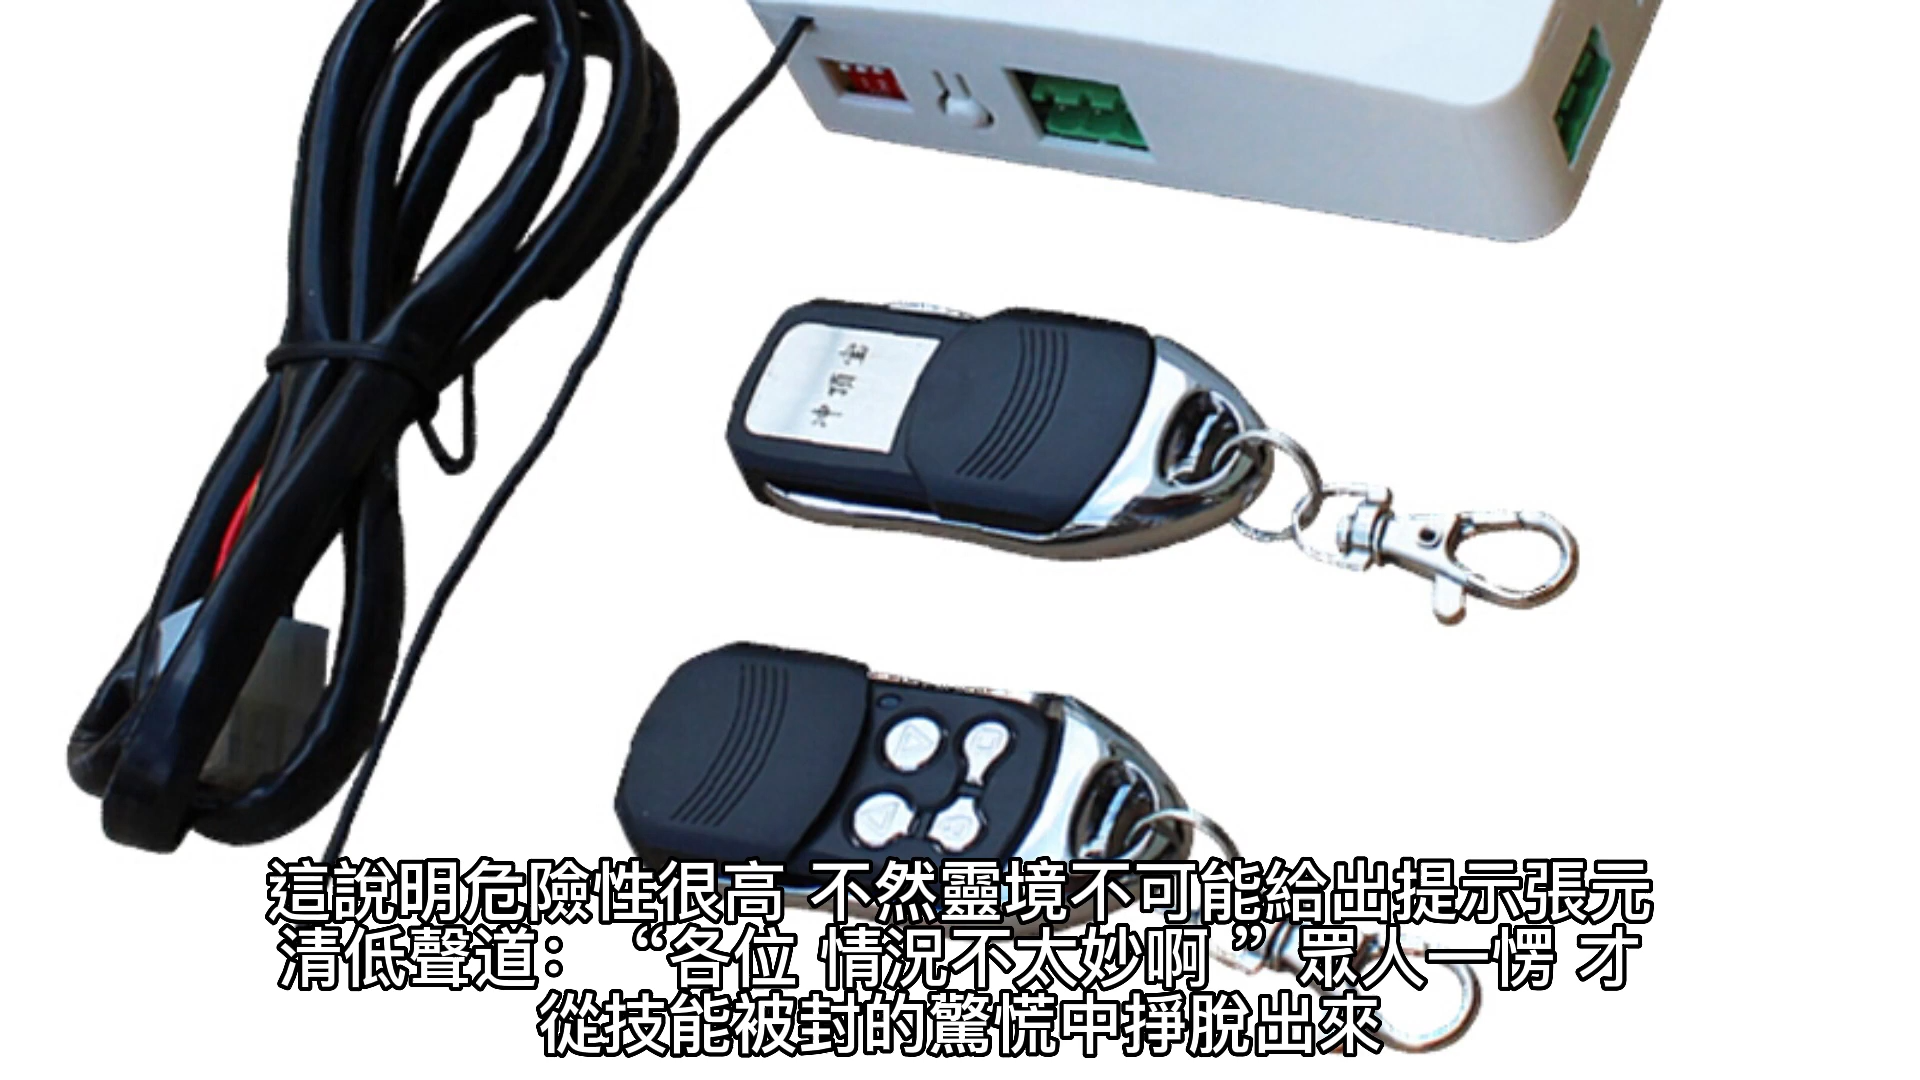 這說明危險性很高 不然靈境不可能給出提示張元
清低聲道：“各位 情況不太妙啊 ”眾人一愣 才
從技能被封的驚慌中掙脫出來